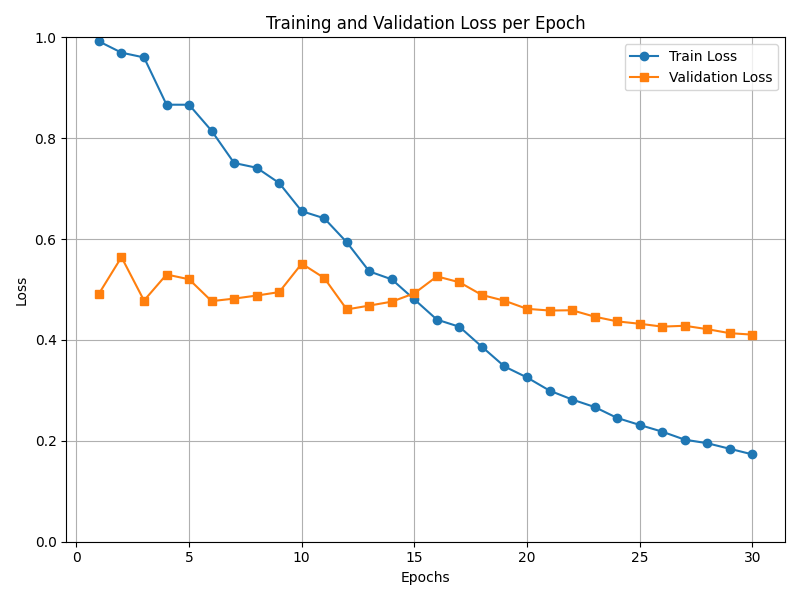 Training and Validation Loss per Epoch
Train Loss
Validation Loss
1.0
0.8
0.6
0.4
0.2
0.0
Loss
0 5 10 15 20 25 30
Epochs